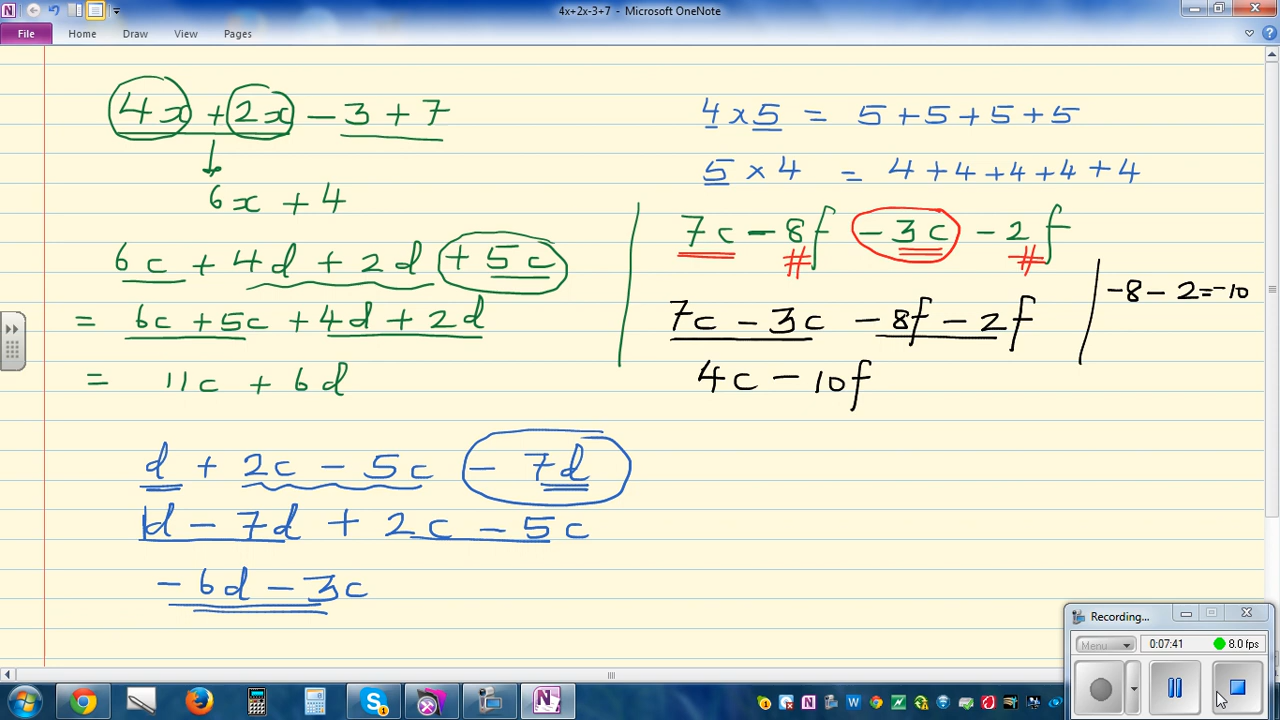 4x+2x-3+7 - Microsoft OneNote
File Home Draw View Pages
4x + 2x - 3 + 7
6x + 4
6c + 4d + 2d + 5c
= 6c + 5c + 4d + 2d
= 11c + 6d
d + 2c - 5c - 7d
1d - 7d + 2c - 5c
-6d - 3c
4 x 5 = 5 + 5 + 5 + 5
5 x 4 = 4 + 4 + 4 + 4 + 4
7c - 8f - 3c - 2f
7c - 3c - 8f - 2f
4c - 10f
-8 - 2 = -10
Recording...
Menu 0:07:41 8.0 fps